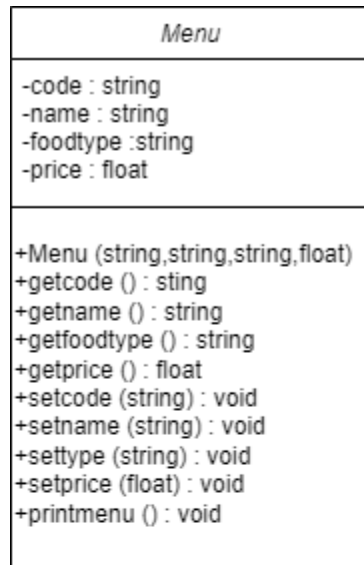 Menu
-code : string
-name : string
-foodtype :string
-price : float
+Menu (string,string,string,float)
+getcode () : sting
+getname () : string
+getfoodtype () : string
+getprice () : float
+setcode (string) : void
+setname (string) : void
+settype (string) : void
+setprice (float) : void
+printmenu () : void